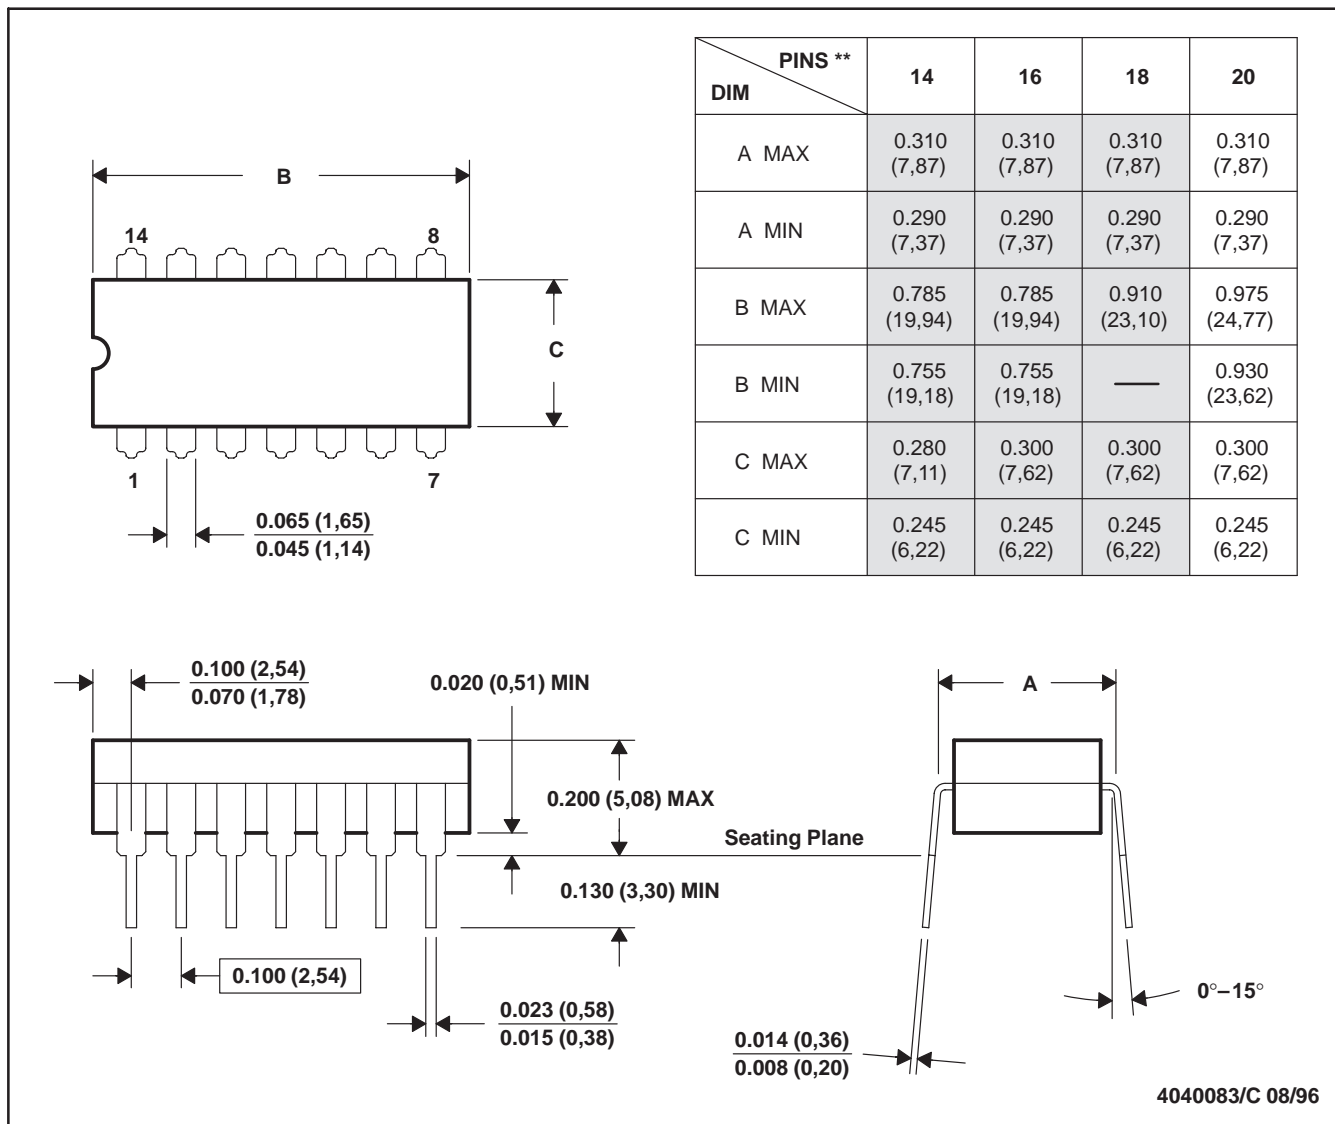 PINS **
DIM
14 16 18 20
A MAX
0.310 0.310 0.310 0.310
(7,87) (7,87) (7,87) (7,87)
A MIN
0.290 0.290 0.290 0.290
(7,37) (7,37) (7,37) (7,37)
B MAX
0.785 0.785 0.910 0.975
(19,94) (19,94) (23,10) (24,77)
B MIN
0.755 0.755 — 0.930
(19,18) (19,18) (23,62)
C MAX
0.280 0.300 0.300 0.300
(7,11) (7,62) (7,62) (7,62)
C MIN
0.245 0.245 0.245 0.245
(6,22) (6,22) (6,22) (6,22)
B
14 8
C
1 7
0.065 (1,65)
0.045 (1,14)
0.100 (2,54)
0.070 (1,78)
0.020 (0,51) MIN
0.200 (5,08) MAX
Seating Plane
0.130 (3,30) MIN
0.100 (2,54)
0.023 (0,58)
0.015 (0,38)
A
0°–15°
0.014 (0,36)
0.008 (0,20)
4040083/C 08/96